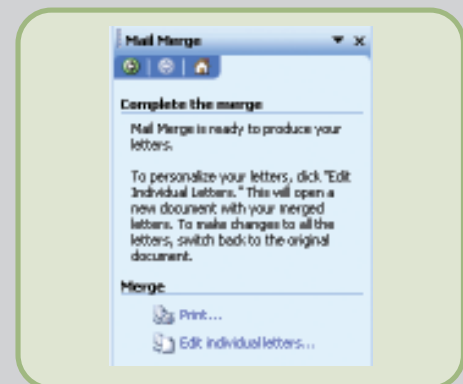 Mail Merge
Complete the merge
Mail Merge is ready to produce your
letters.
To personalize your letters, click "Edit
Individual Letters." This will open a
new document with your merged
letters. To make changes to all the
letters, switch back to the original
document.
Merge
Print...
Edit individual letters...